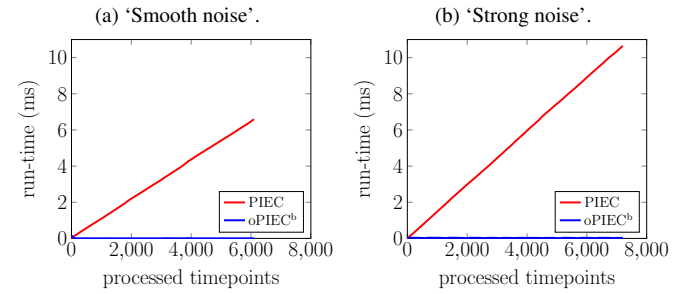 (a) ‘Smooth noise’.
(b) ‘Strong noise’.
run-time (ms)
10
8
6
4
2
0
0
2,000
4,000
6,000
8,000
processed timepoints
PIEC
oPIECᵇ
run-time (ms)
10
8
6
4
2
0
0
2,000
4,000
6,000
8,000
processed timepoints
PIEC
oPIECᵇ